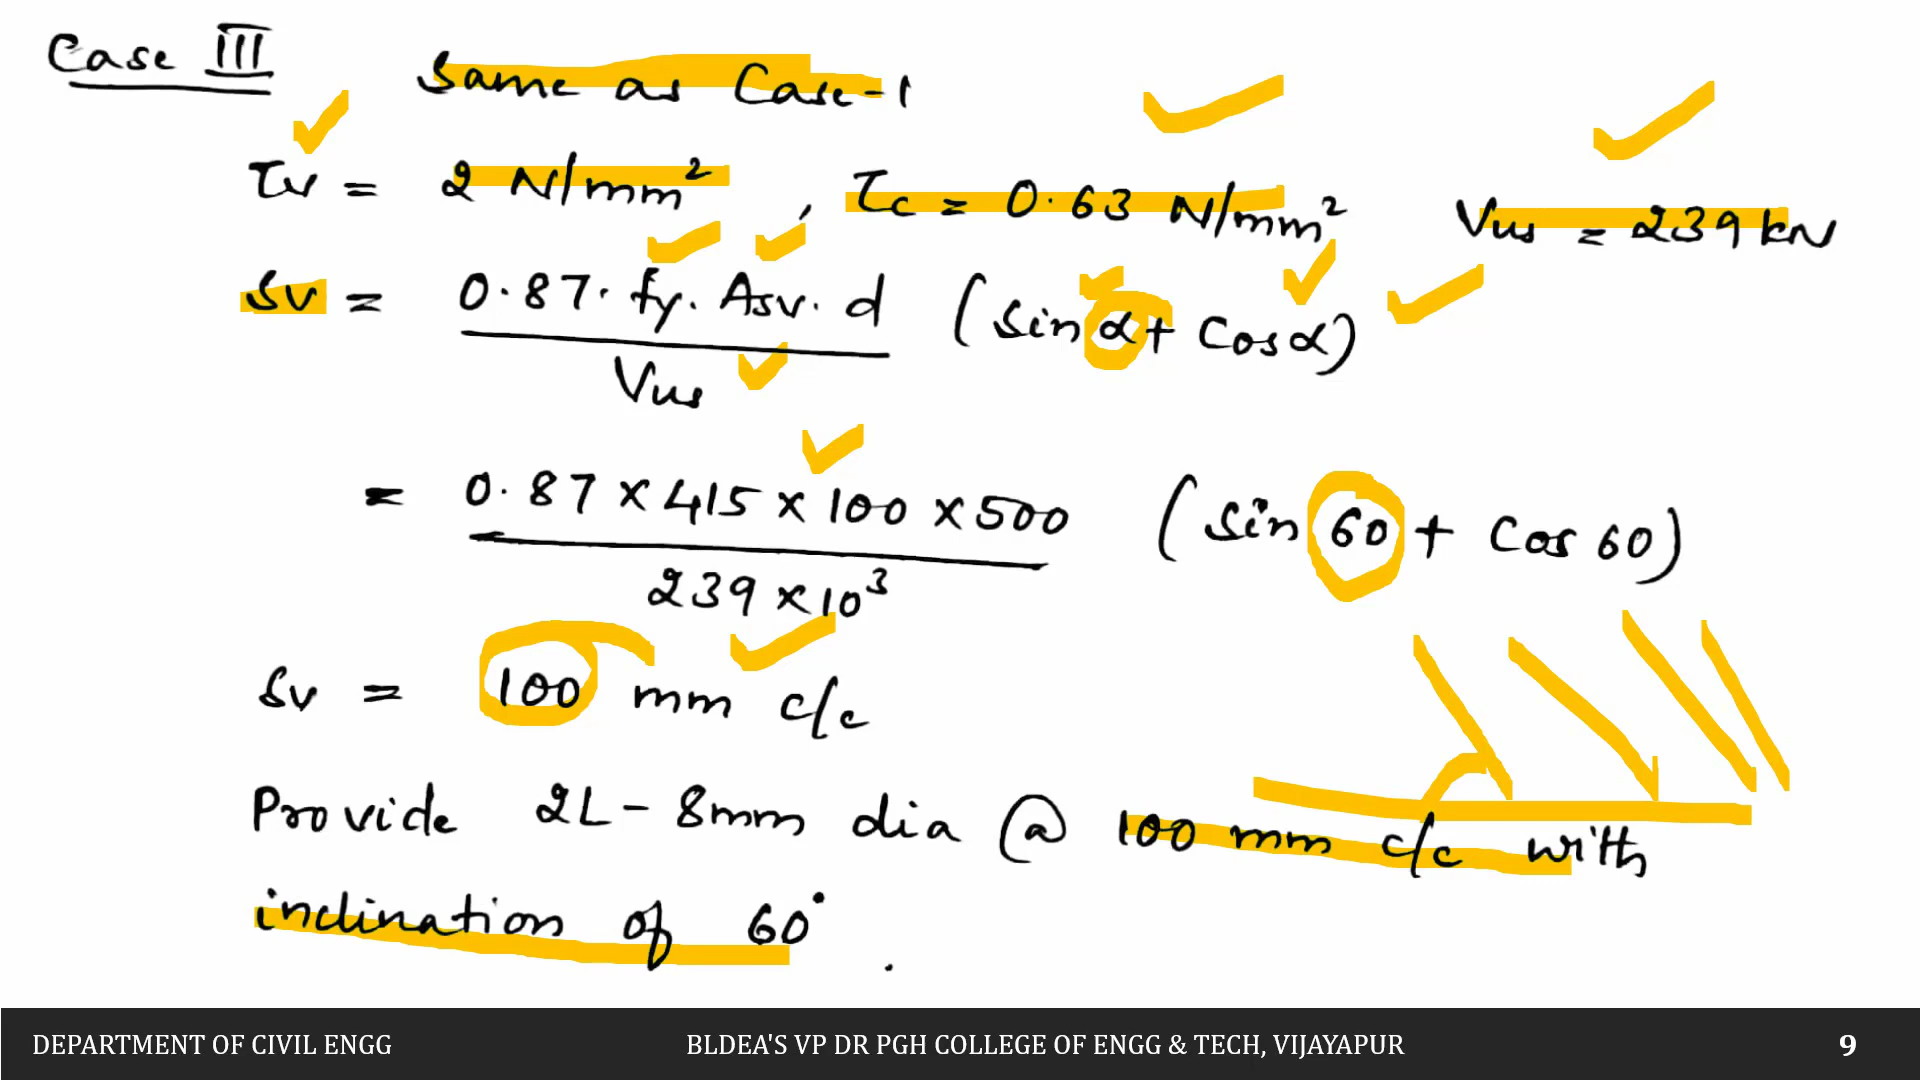 Case III Same as Case-1
τv = 2 N/mm², τc = 0.63 N/mm² Vus = 239 kN
Sv = 0.87. fy. Asv. d (Sin α + Cos α)
Vus
= 0.87 × 415 × 100 × 500 (Sin 60 + Cos 60)
239 × 10³
Sv = 100 mm c/c
Provide 2L - 8mm dia @ 100 mm c/c with
inclination of 60°.
DEPARTMENT OF CIVIL ENGG BLDEA'S VP DR PGH COLLEGE OF ENGG & TECH, VIJAYAPUR 9